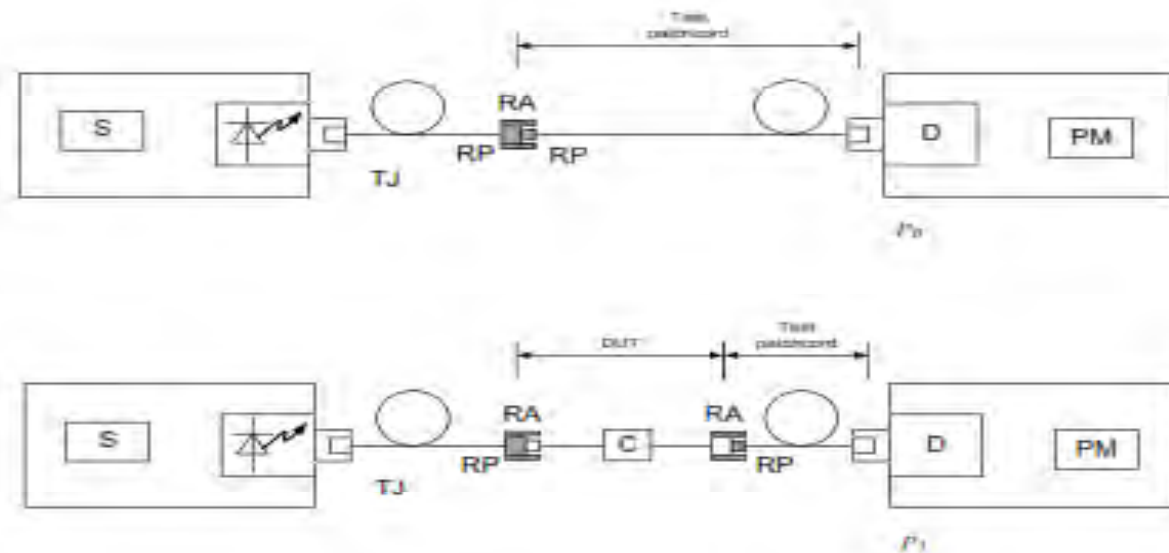 Test
patchcord
S
RA
D
PM
RP
RP
TJ
P₀
DUT
Test
patchcord
S
RA
RA
C
D
PM
RP
RP
TJ
P₁